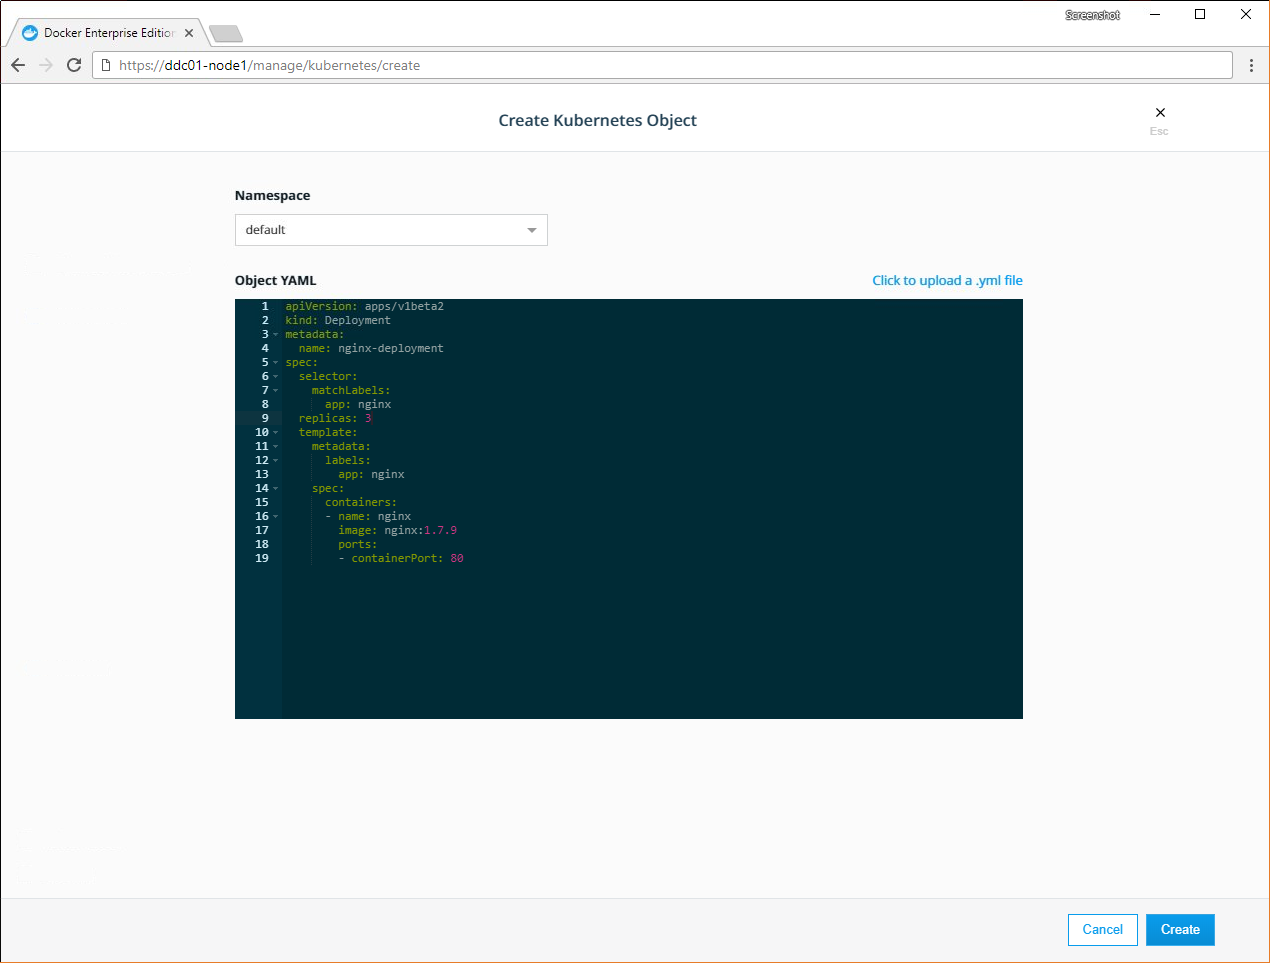 Screenshot
Docker Enterprise Edition
https://ddc01-node1/manage/kubernetes/create
Create Kubernetes Object
Esc
Namespace
default
Object YAML
Click to upload a .yml file
1 apiVersion: apps/v1beta2
2 kind: Deployment
3 metadata:
4   name: nginx-deployment
5 spec:
6   selector:
7     matchLabels:
8       app: nginx
9   replicas: 3
10   template:
11     metadata:
12       labels:
13         app: nginx
14     spec:
15       containers:
16       - name: nginx
17         image: nginx:1.7.9
18         ports:
19         - containerPort: 80
Cancel
Create